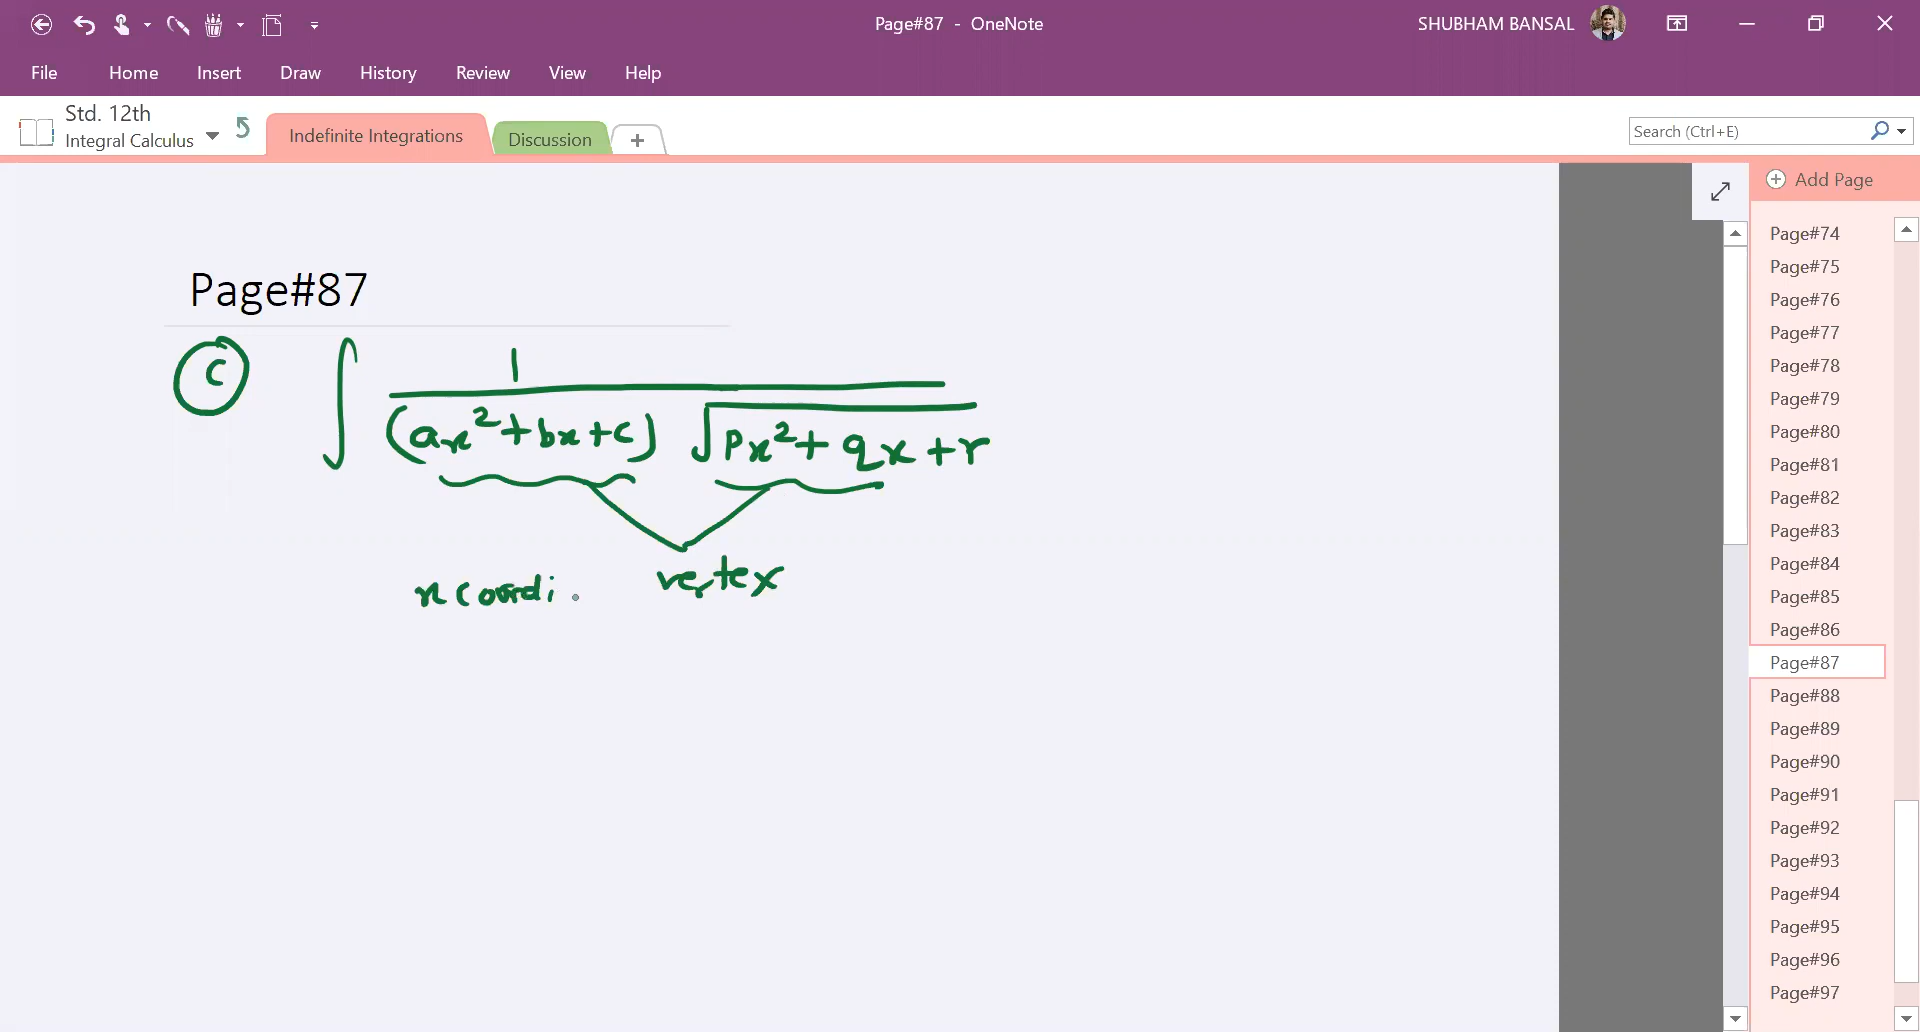 Page#87 - OneNote
SHUBHAM BANSAL
File Home Insert Draw History Review View Help
Std. 12th
Integral Calculus
Indefinite Integrations
Discussion
+
Search (Ctrl+E)
Page#87
C ∫ 1
(ax²+bx+c) √px²+qx+r
vertex
x coordi
Add Page
Page#74
Page#75
Page#76
Page#77
Page#78
Page#79
Page#80
Page#81
Page#82
Page#83
Page#84
Page#85
Page#86
Page#87
Page#88
Page#89
Page#90
Page#91
Page#92
Page#93
Page#94
Page#95
Page#96
Page#97